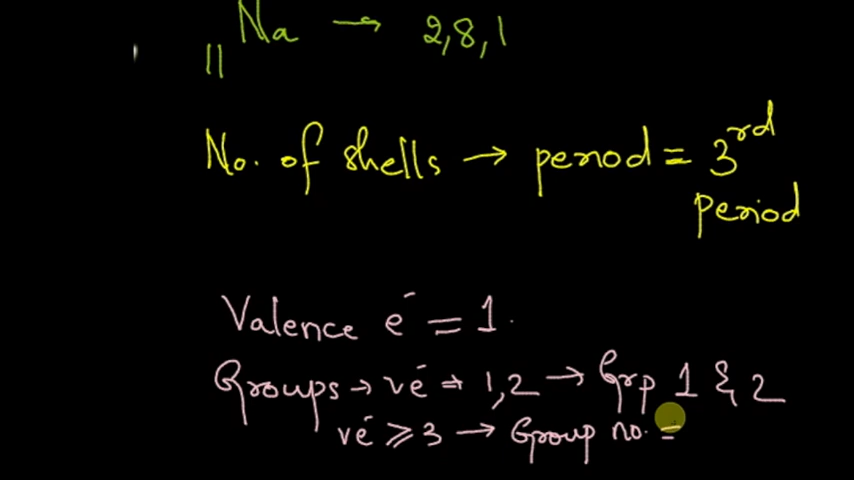 ₁₁Na → 2,8,1
No. of shells → period = 3rd
period
Valence e⁻ = 1.
Groups → ve⁻ → 1,2 → Grp 1 & 2
ve⁻ ≥ 3 → Group no. =